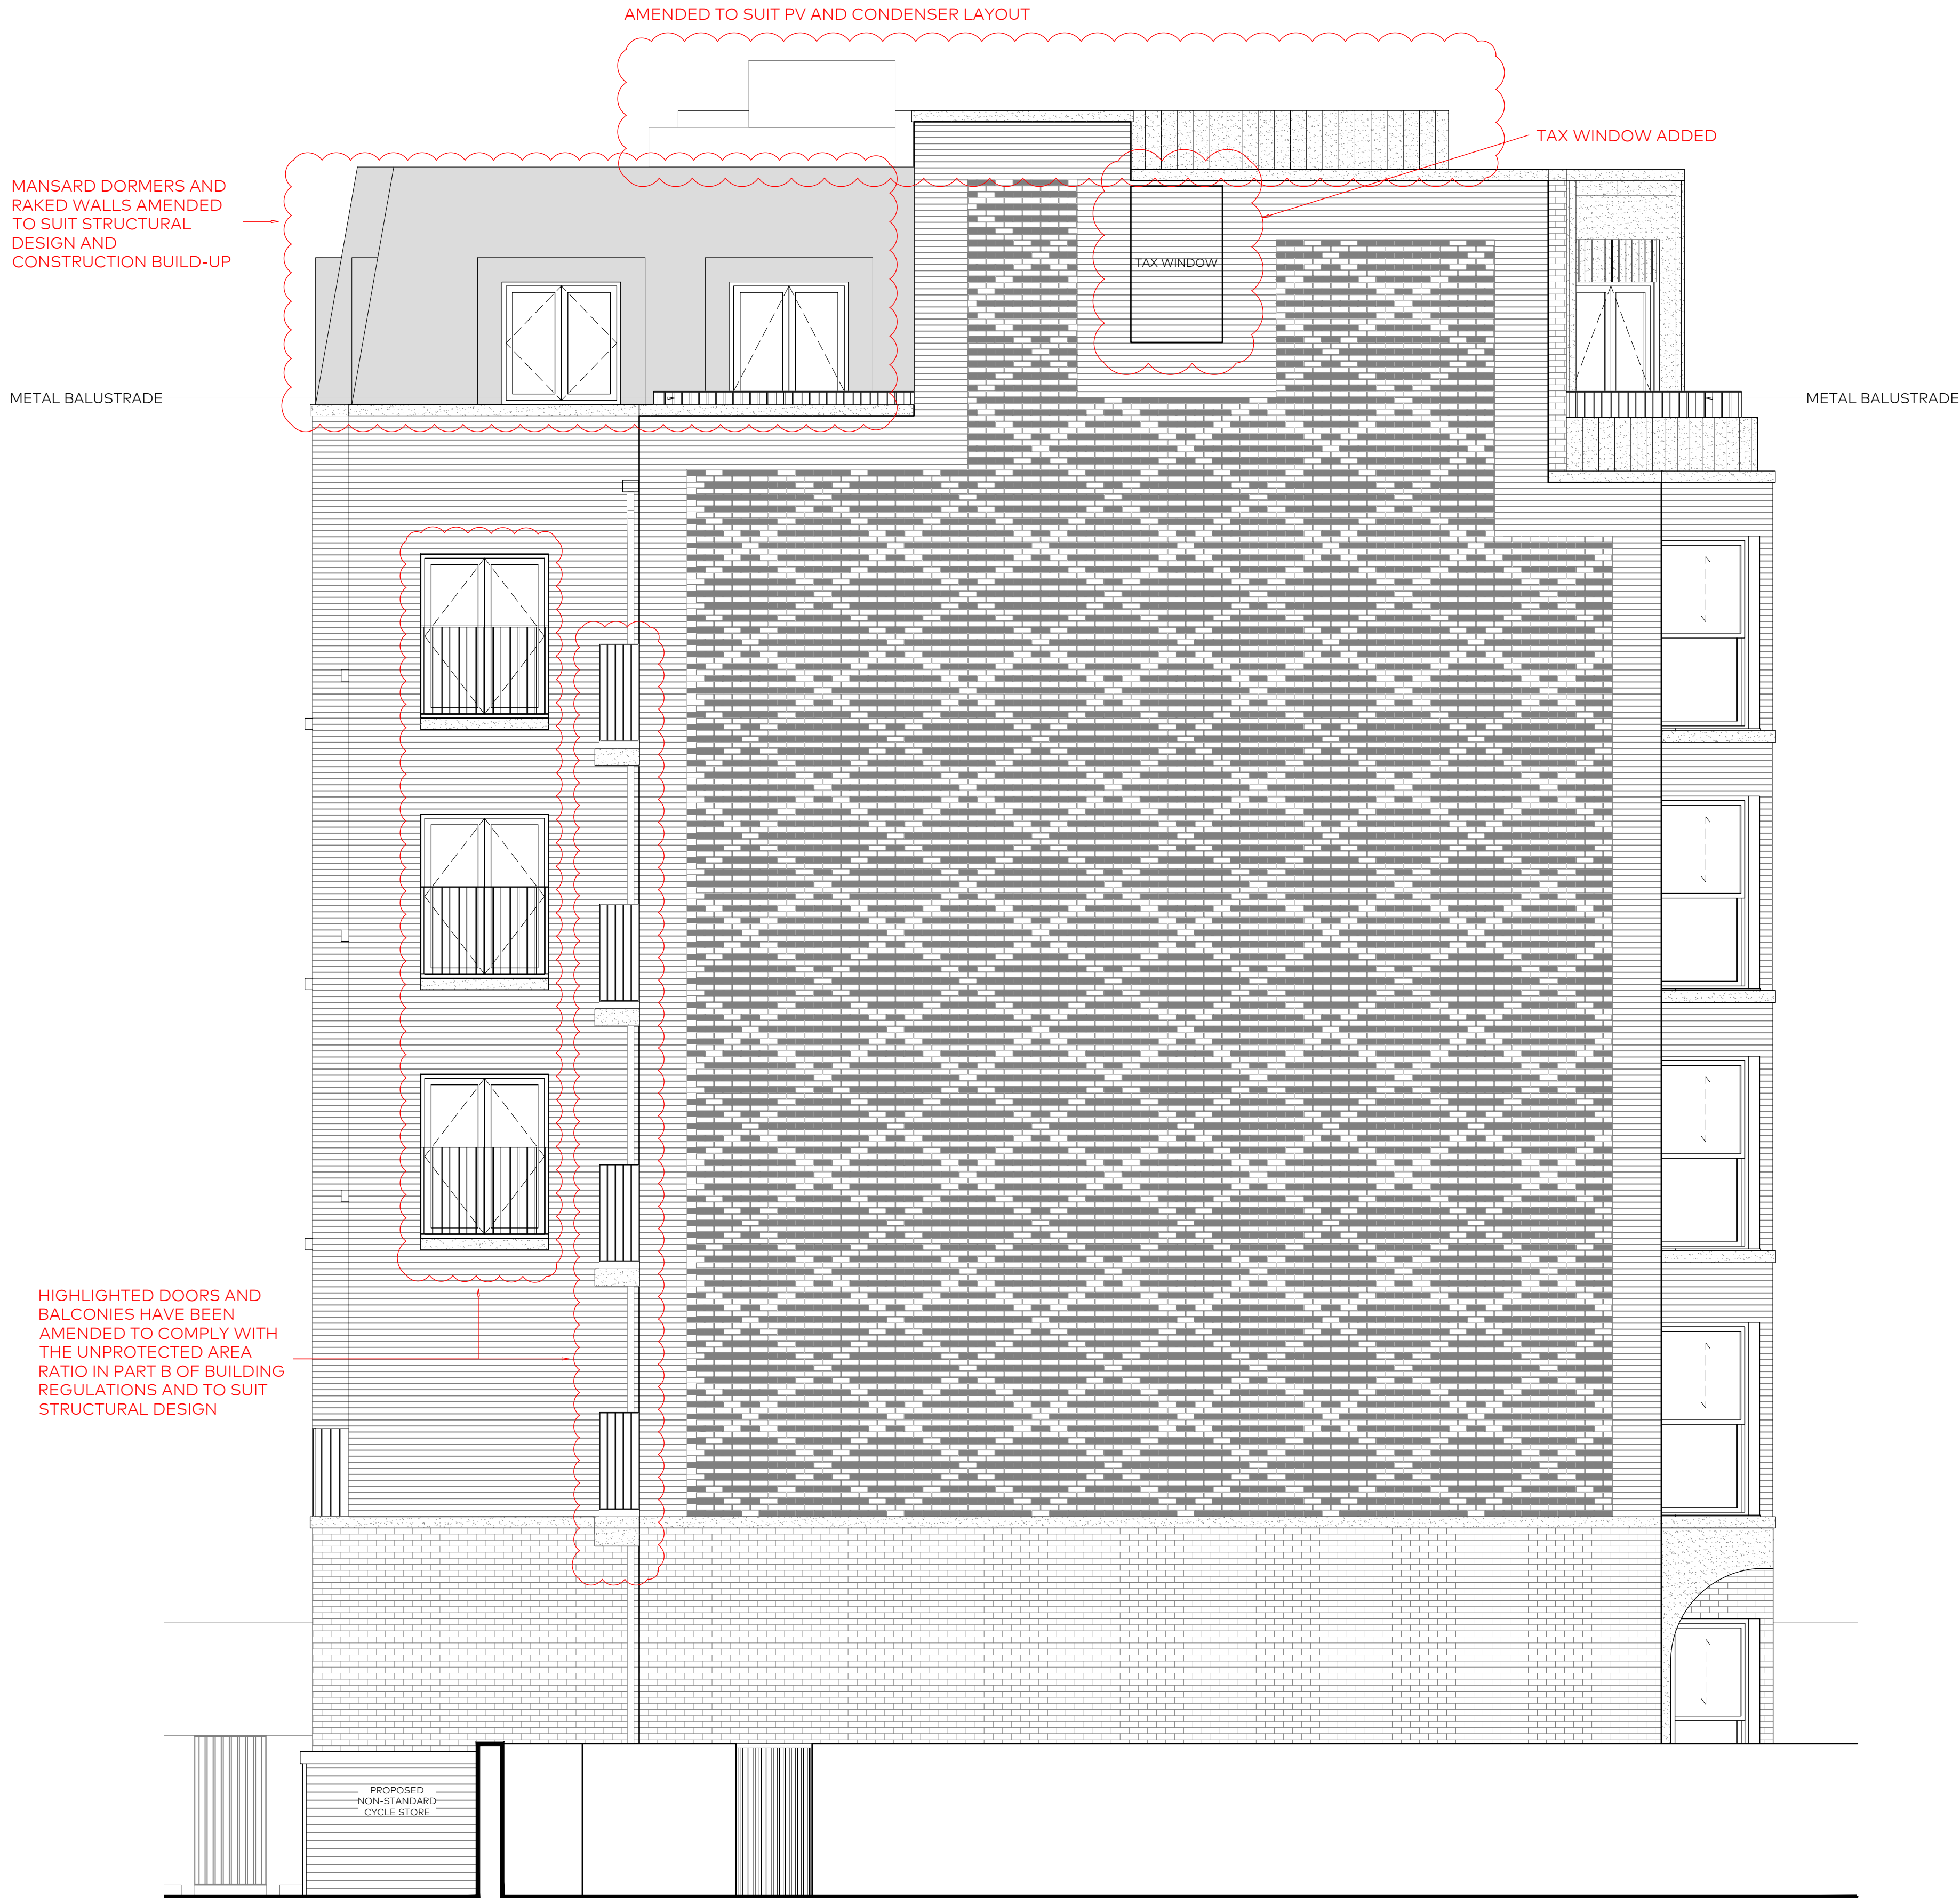 AMENDED TO SUIT PV AND CONDENSER LAYOUT
TAX WINDOW ADDED
MANSARD DORMERS AND
RAKED WALLS AMENDED
TO SUIT STRUCTURAL
DESIGN AND
CONSTRUCTION BUILD-UP
TAX WINDOW
METAL BALUSTRADE
METAL BALUSTRADE
HIGHLIGHTED DOORS AND
BALCONIES HAVE BEEN
AMENDED TO COMPLY WITH
THE UNPROTECTED AREA
RATIO IN PART B OF BUILDING
REGULATIONS AND TO SUIT
STRUCTURAL DESIGN
PROPOSED
NON-STANDARD
CYCLE STORE